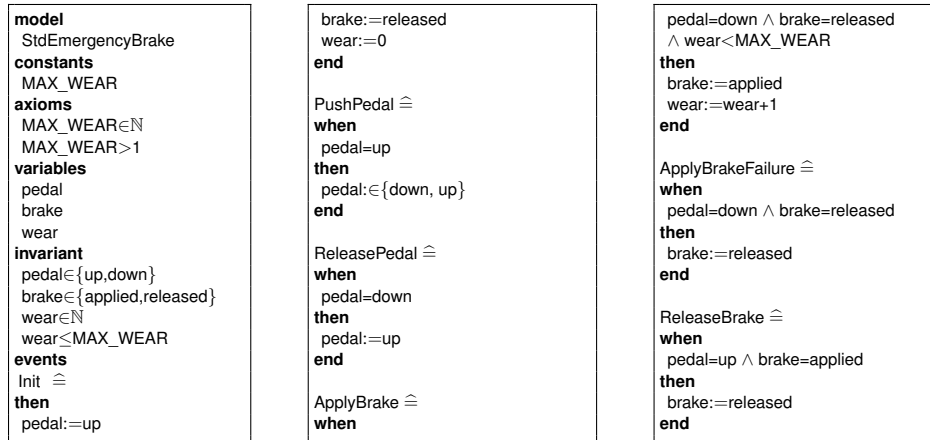 model
StdEmergencyBrake
constants
MAX_WEAR
axioms
MAX_WEAR∈ℕ
MAX_WEAR>1
variables
pedal
brake
wear
invariant
pedal∈{up,down}
brake∈{applied,released}
wear∈ℕ
wear≤MAX_WEAR
events
Init ≙
then
pedal:=up
brake:=released
wear:=0
end
PushPedal ≙
when
pedal=up
then
pedal:∈{down, up}
end
ReleasePedal ≙
when
pedal=down
then
pedal:=up
end
ApplyBrake ≙
when
pedal=down ∧ brake=released
∧ wear<MAX_WEAR
then
brake:=applied
wear:=wear+1
end
ApplyBrakeFailure ≙
when
pedal=down ∧ brake=released
then
brake:=released
end
ReleaseBrake ≙
when
pedal=up ∧ brake=applied
then
brake:=released
end